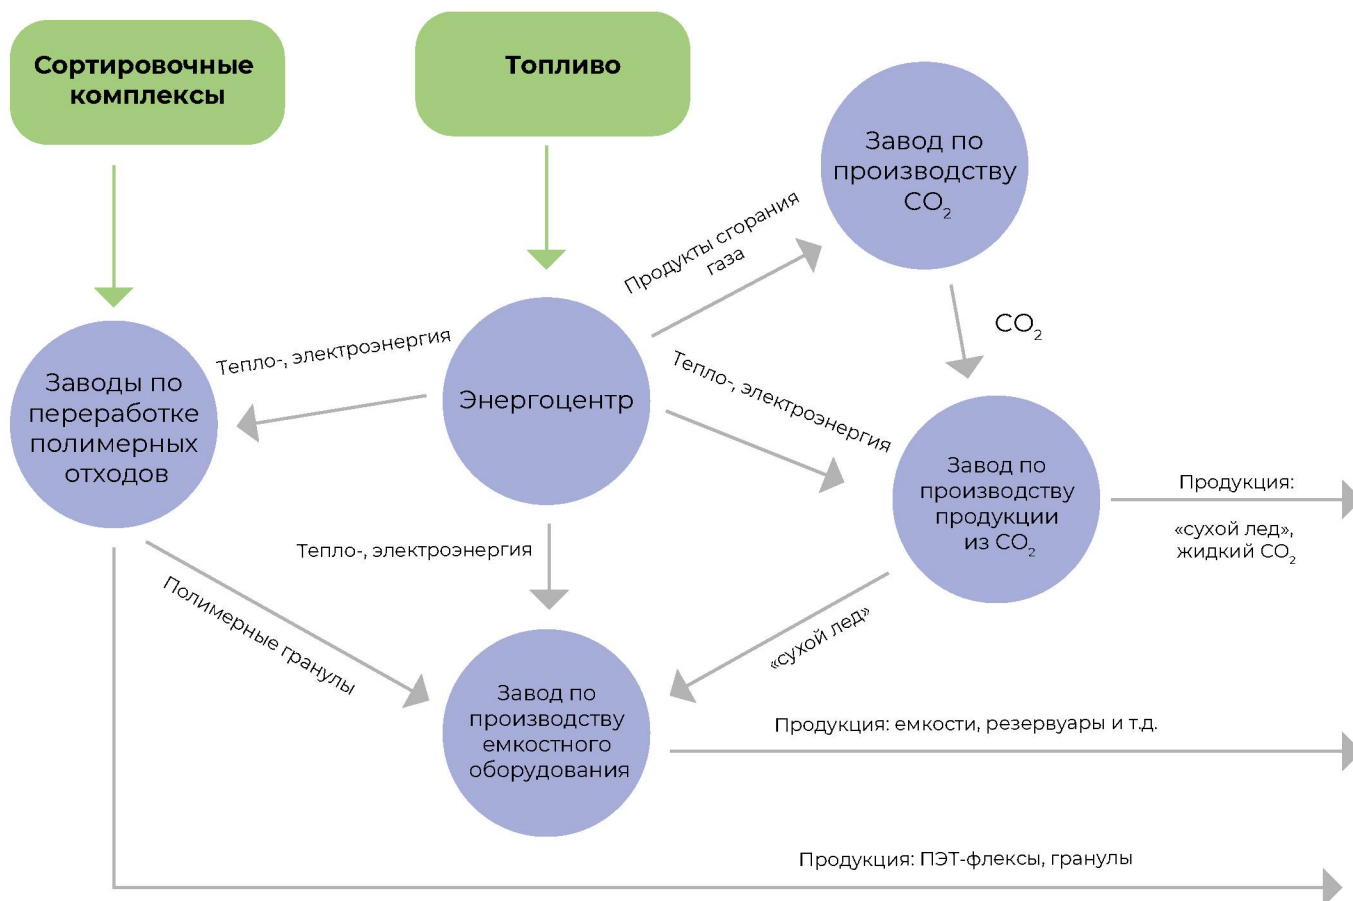 Сортировочные
комплексы
Топливо
Завод по
производству
CO₂
Продукты сгорания
газа
CO₂
Тепло-, электроэнергия
Тепло-, электроэнергия
Заводы по
переработке
полимерных
отходов
Энергоцентр
Завод по
производству
продукции
из CO₂
Продукция:
«сухой лед»,
жидкий CO₂
Тепло-, электроэнергия
Полимерные гранулы
«сухой лед»
Завод по
производству
емкостного
оборудования
Продукция: емкости, резервуары и т.д.
Продукция: ПЭТ-флексы, гранулы